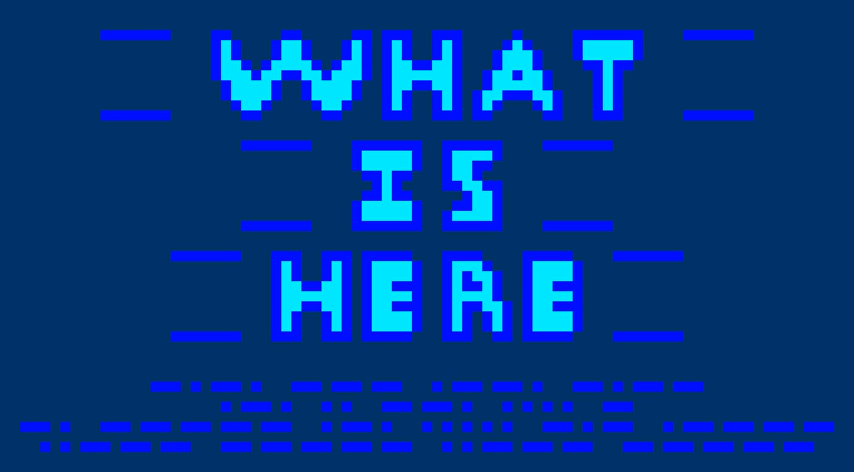 WHAT
IS
HERE
-.-. --- .--. -.--
.-. .. --. .... -
-. ----- .-. ..... -.- .----
..--- ----- ..--- -----